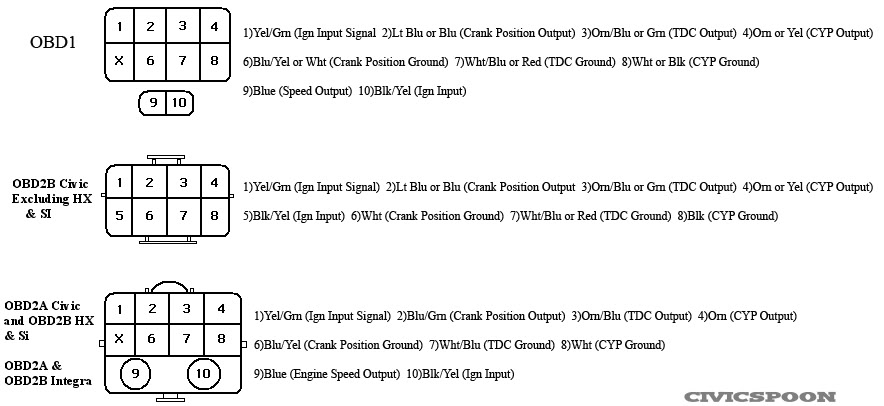 OBD1
1 2 3 4
X 6 7 8
9 10
1)Yel/Grn (Ign Input Signal) 2)Lt Blu or Blu (Crank Position Output) 3)Orn/Blu or Grn (TDC Output) 4)Orn or Yel (CYP Output)
6)Blu/Yel or Wht (Crank Position Ground) 7)Wht/Blu or Red (TDC Ground) 8)Wht or Blk (CYP Ground)
9)Blue (Speed Output) 10)Blk/Yel (Ign Input)
OBD2B Civic
Excluding HX
& SI
1 2 3 4
5 6 7 8
1)Yel/Grn (Ign Input Signal) 2)Lt Blu or Blu (Crank Position Output 3)Orn/Blu or Grn (TDC Output) 4)Orn or Yel (CYP Output)
5)Blk/Yel (Ign Input) 6)Wht (Crank Position Ground) 7)Wht/Blu or Red (TDC Ground) 8)Blk (CYP Ground)
OBD2A Civic
and OBD2B HX
& Si
OBD2A &
OBD2B Integra
1 2 3 4
X 6 7 8
9 10
1)Yel/Grn (Ign Input Signal) 2)Blu/Grn (Crank Position Output) 3)Orn/Blu (TDC Output) 4)Orn (CYP Output)
6)Blu/Yel (Crank Position Ground) 7)Wht/Blu (TDC Ground) 8)Wht (CYP Ground)
9)Blue (Engine Speed Output) 10)Blk/Yel (Ign Input)
CIVICSPOON